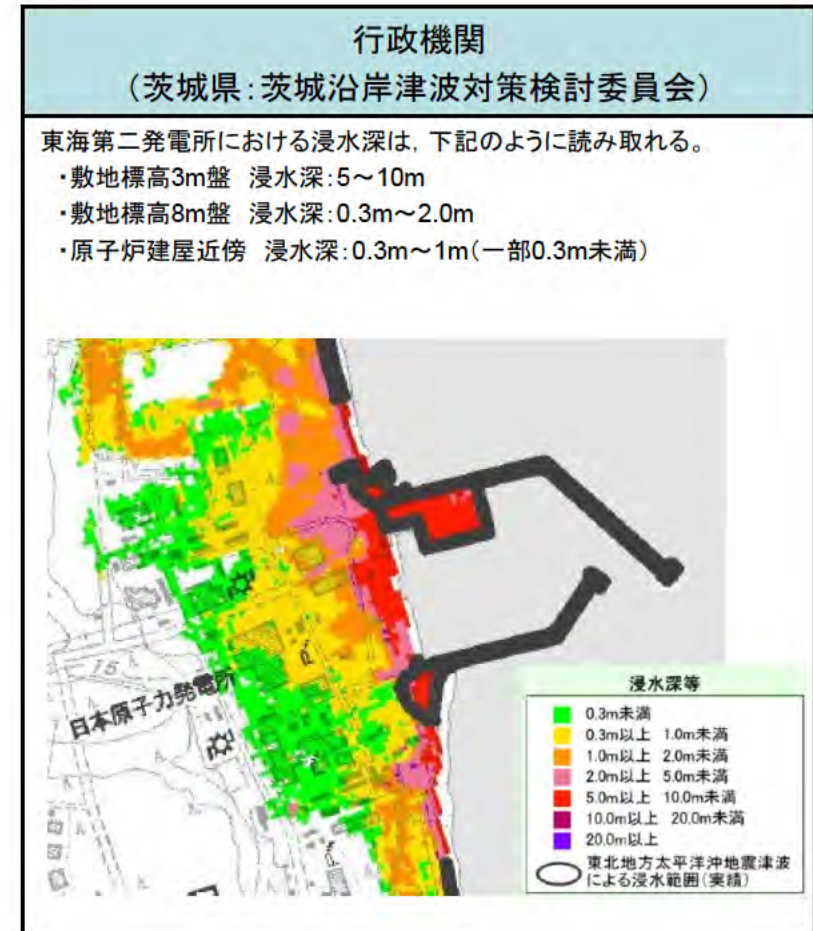 行政機関
（茨城県：茨城沿岸津波対策検討委員会）
東海第二発電所における浸水深は，下記のように読み取れる。
・敷地標高3m盤　浸水深：5～10m
・敷地標高8m盤　浸水深：0.3m～2.0m
・原子炉建屋近傍　浸水深：0.3m～1m（一部0.3m未満）
15
日本原子力発電所
浸水深等
0.3m未満
0.3m以上　1.0m未満
1.0m以上　2.0m未満
2.0m以上　5.0m未満
5.0m以上　10.0m未満
10.0m以上　20.0m未満
20.0m以上
東北地方太平洋沖地震津波
による浸水範囲（実績）